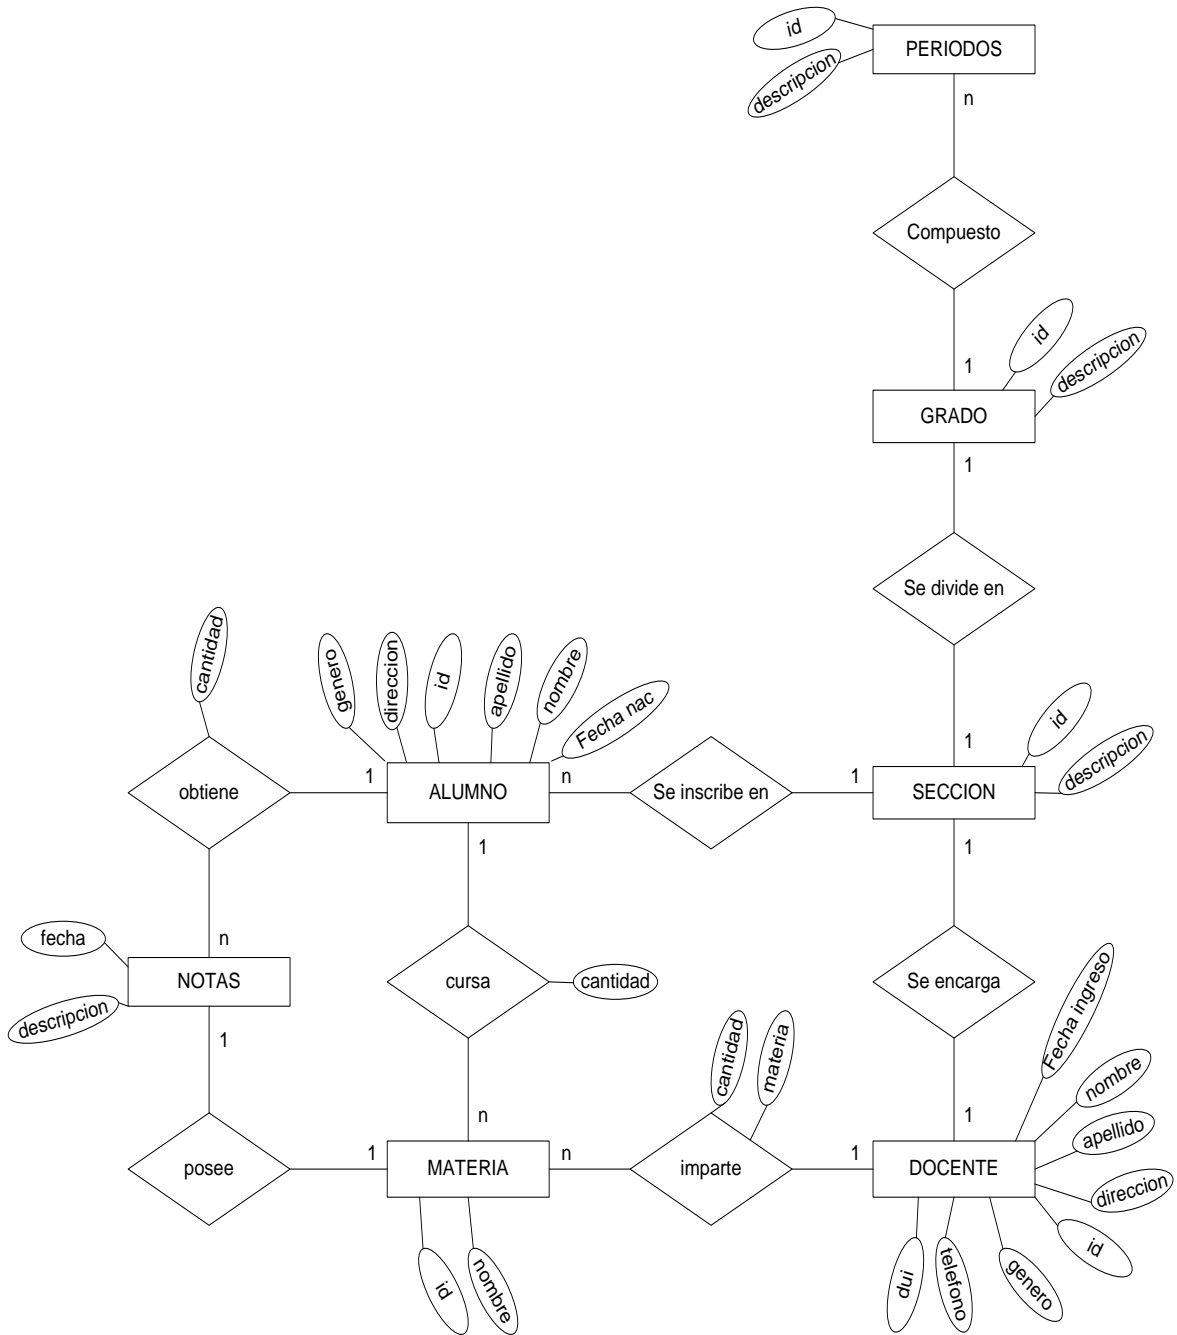 id
PERIODOS
descripcion
n
Compuesto
1
id
descripcion
GRADO
1
Se divide en
1
cantidad
genero
direccion
id
apellido
nombre
Fecha nac
id
descripcion
obtiene
1
ALUMNO
n
Se inscribe en
1
SECCION
1
1
n
fecha
NOTAS
descripcion
1
cursa
cantidad
Se encarga
Fecha ingreso
cantidad
materia
nombre
n
1
apellido
posee
1
MATERIA
n
imparte
1
DOCENTE
direccion
id
nombre
dui
telefono
genero
id